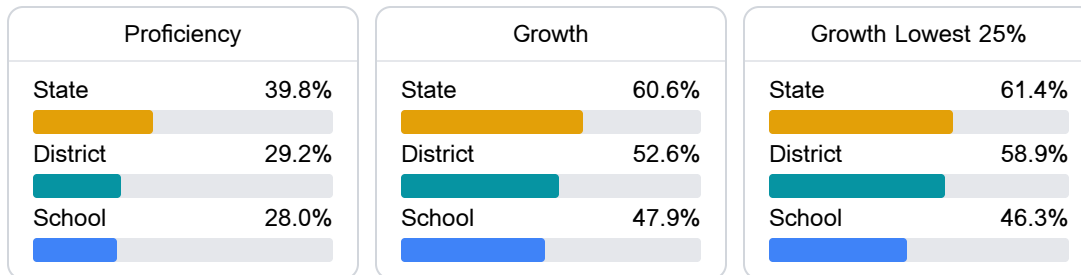 Proficiency
State 39.8%
District 29.2%
School 28.0%
Growth
State 60.6%
District 52.6%
School 47.9%
Growth Lowest 25%
State 61.4%
District 58.9%
School 46.3%